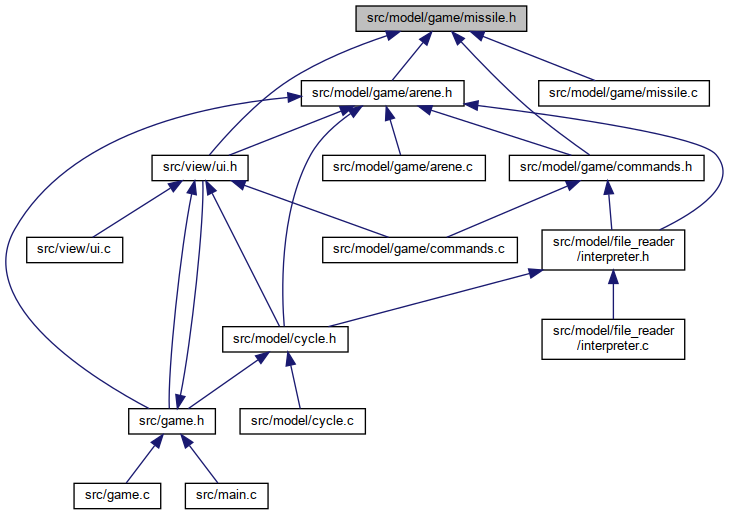 src/model/game/missile.h
src/model/game/arene.h
src/model/game/missile.c
src/view/ui.h
src/model/game/arene.c
src/model/game/commands.h
src/view/ui.c
src/model/game/commands.c
src/model/file_reader
/interpreter.h
src/model/cycle.h
src/model/file_reader
/interpreter.c
src/game.h
src/model/cycle.c
src/game.c
src/main.c